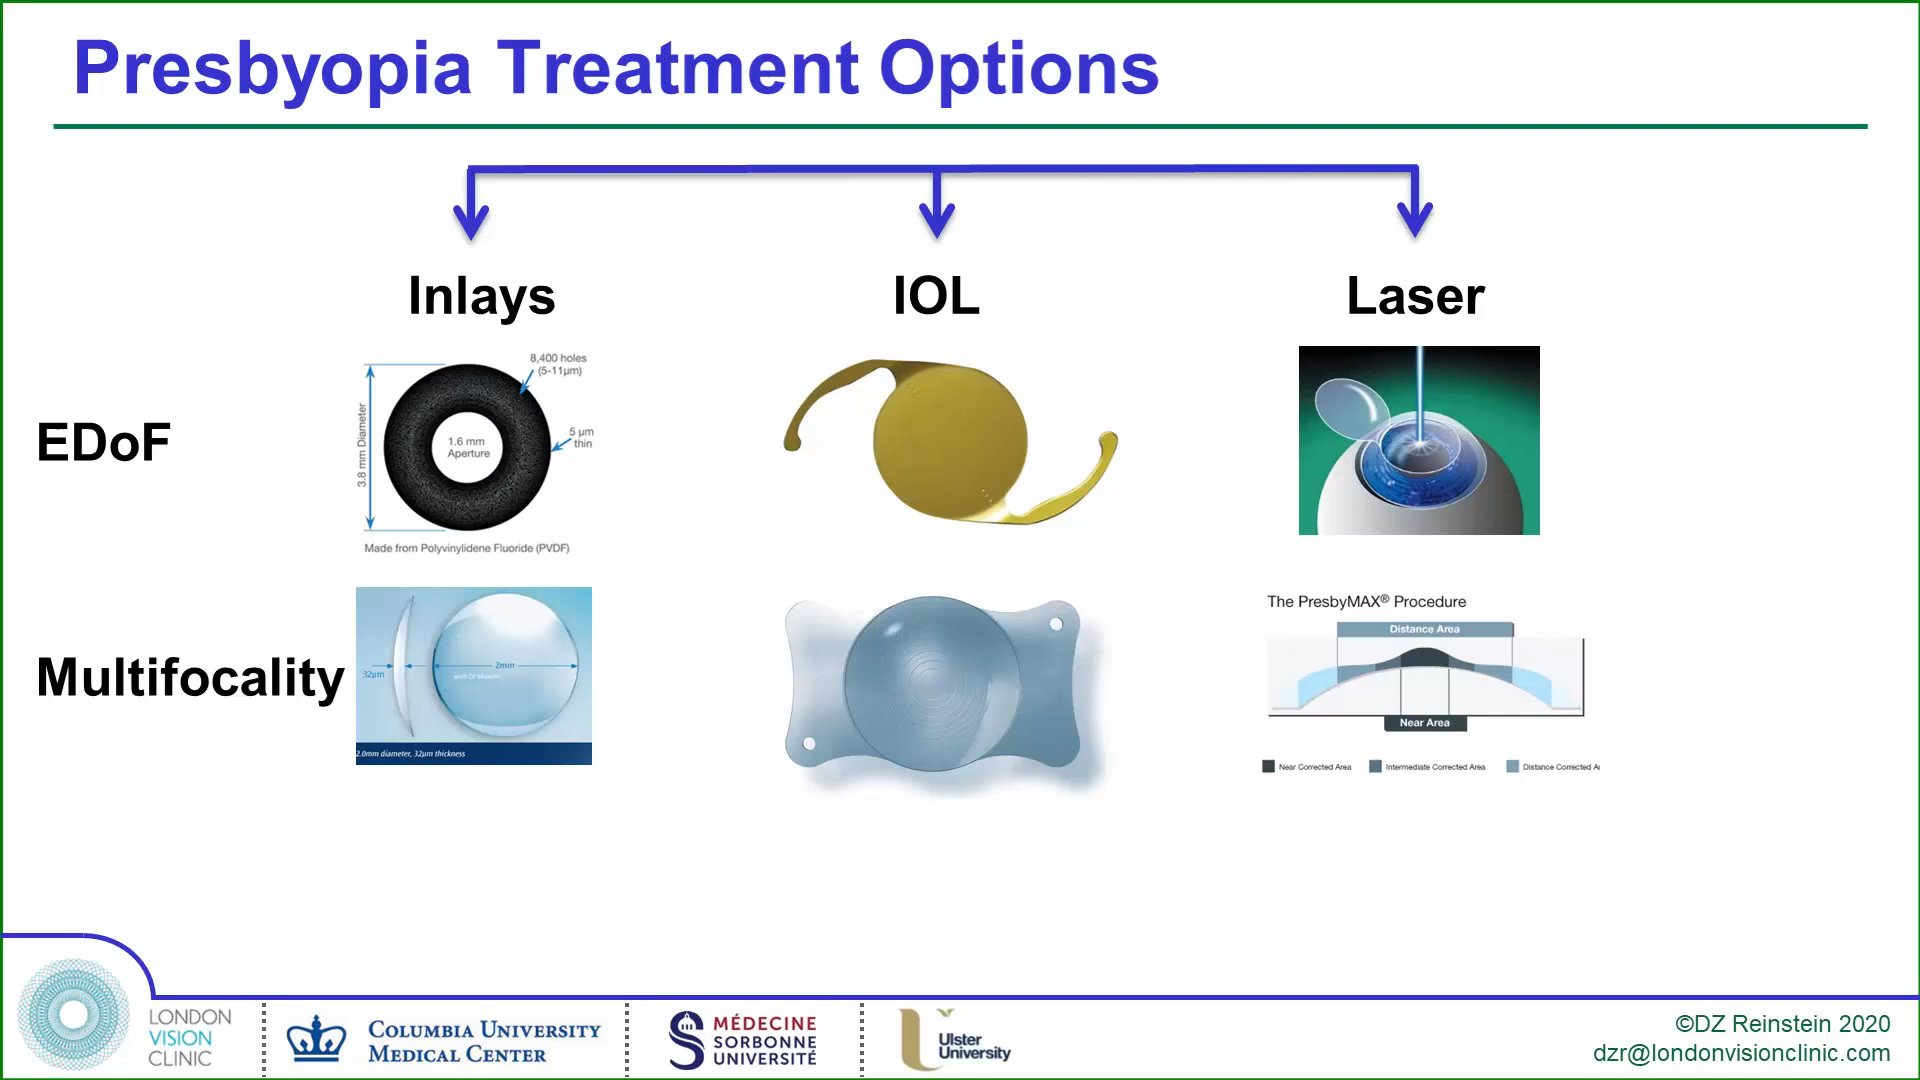 Presbyopia Treatment Options
Inlays
IOL
Laser
EDoF
8,400 holes
(5-11µm)
3.8 mm Diameter
1.6 mm
Aperture
5 µm
thin
Made from Polyvinylidene Fluoride (PVDF)
Multifocality
32µm
2mm
2.0mm diameter, 32µm thickness
The PresbyMAX® Procedure
Distance Area
Near Area
Near Corrected Area
Intermediate Corrected Area
Distance Corrected Ar
LONDON
VISION
CLINIC
COLUMBIA UNIVERSITY
MEDICAL CENTER
MÉDECINE
SORBONNE
UNIVERSITÉ
Ulster
University
©DZ Reinstein 2020
dzr@londonvisionclinic.com